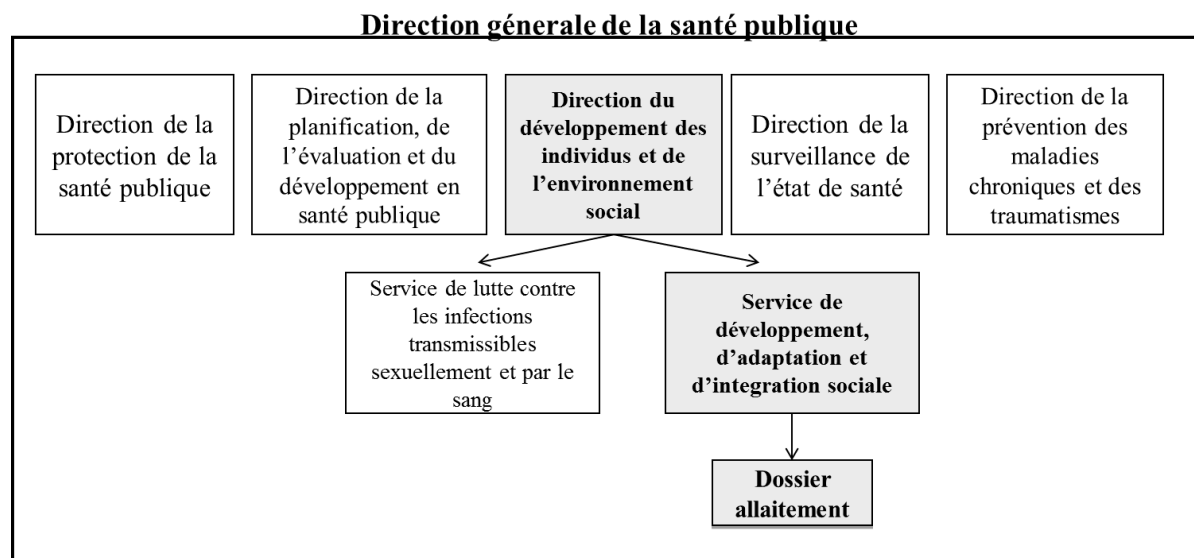 Direction génerale de la santé publique
Direction de la
protection de la
santé publique
Direction de la
planification, de
l’évaluation et du
développement en
santé publique
Direction du
développement des
individus et de
l’environnement
social
Direction de la
surveillance de
l’état de santé
Direction de la
prévention des
maladies
chroniques et des
traumatismes
Service de lutte contre
les infections
transmissibles
sexuellement et par le
sang
Service de
développement,
d’adaptation et
d’integration sociale
Dossier
allaitement